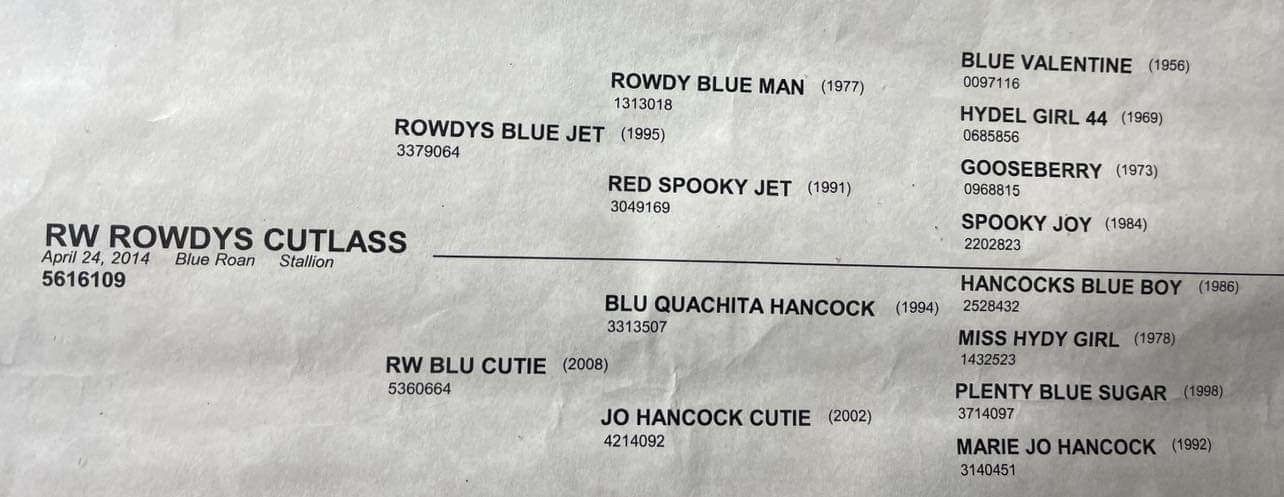 BLUE VALENTINE (1956)
0097116
ROWDY BLUE MAN (1977)
1313018
HYDEL GIRL 44 (1969)
0685856
ROWDYS BLUE JET (1995)
3379064
GOOSEBERRY (1973)
0968815
RED SPOOKY JET (1991)
3049169
SPOOKY JOY (1984)
2202823
RW ROWDYS CUTLASS
April 24, 2014 Blue Roan Stallion
5616109
HANCOCKS BLUE BOY (1986)
2528432
BLU QUACHITA HANCOCK (1994)
3313507
MISS HYDY GIRL (1978)
1432523
RW BLU CUTIE (2008)
5360664
PLENTY BLUE SUGAR (1998)
3714097
JO HANCOCK CUTIE (2002)
4214092
MARIE JO HANCOCK (1992)
3140451